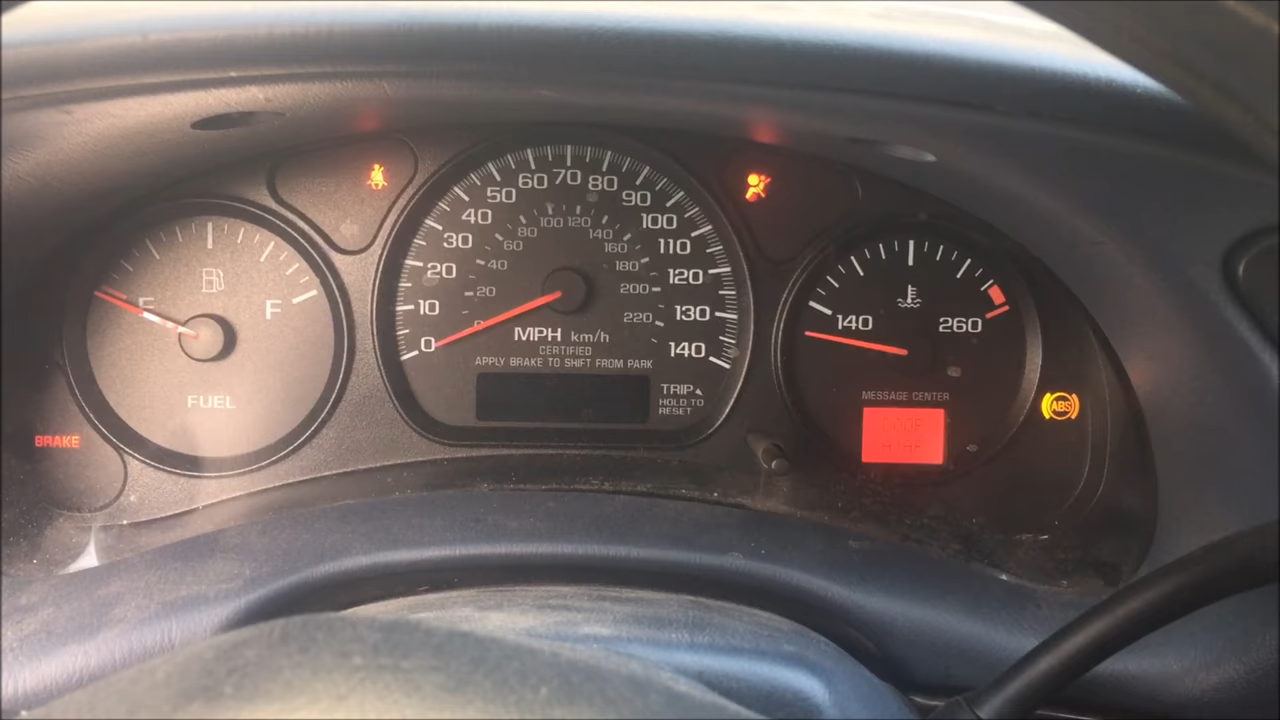 E
F
FUEL
BRAKE
0
10
20
30
40
50
60
70
80
90
100
110
120
130
140
20
40
60
80
100
120
140
160
180
200
220
MPH km/h
CERTIFIED
APPLY BRAKE TO SHIFT FROM PARK
TRIP
HOLD TO
RESET
140
260
MESSAGE CENTER
DOOR
AJAR
ABS